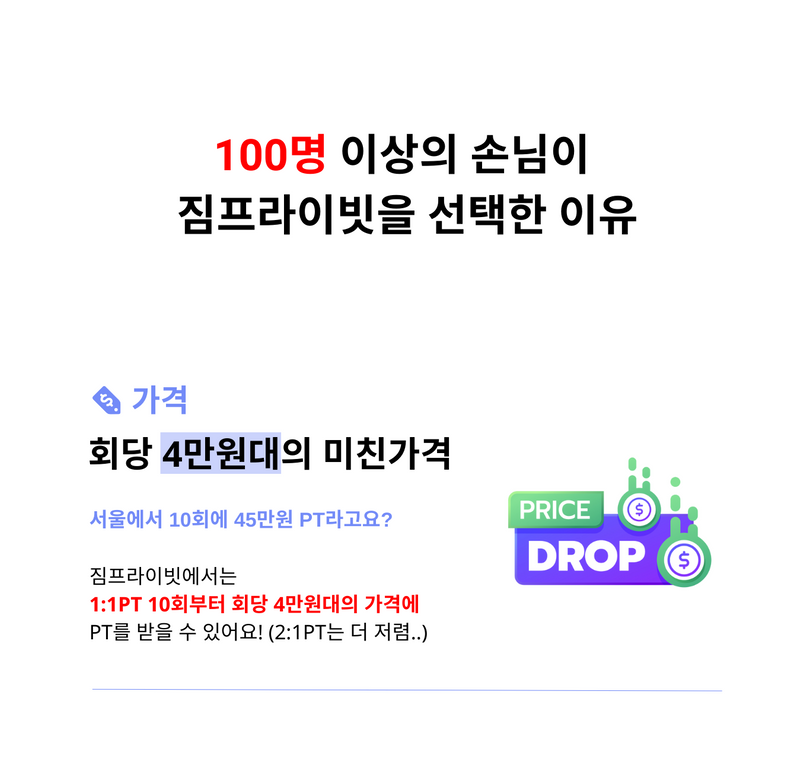 100명 이상의 손님이
짐프라이빗을 선택한 이유
가격
회당 4만원대의 미친가격
서울에서 10회에 45만원 PT라고요?
PRICE
DROP
짐프라이빗에서는
1:1PT 10회부터 회당 4만원대의 가격에
PT를 받을 수 있어요! (2:1PT는 더 저렴..)